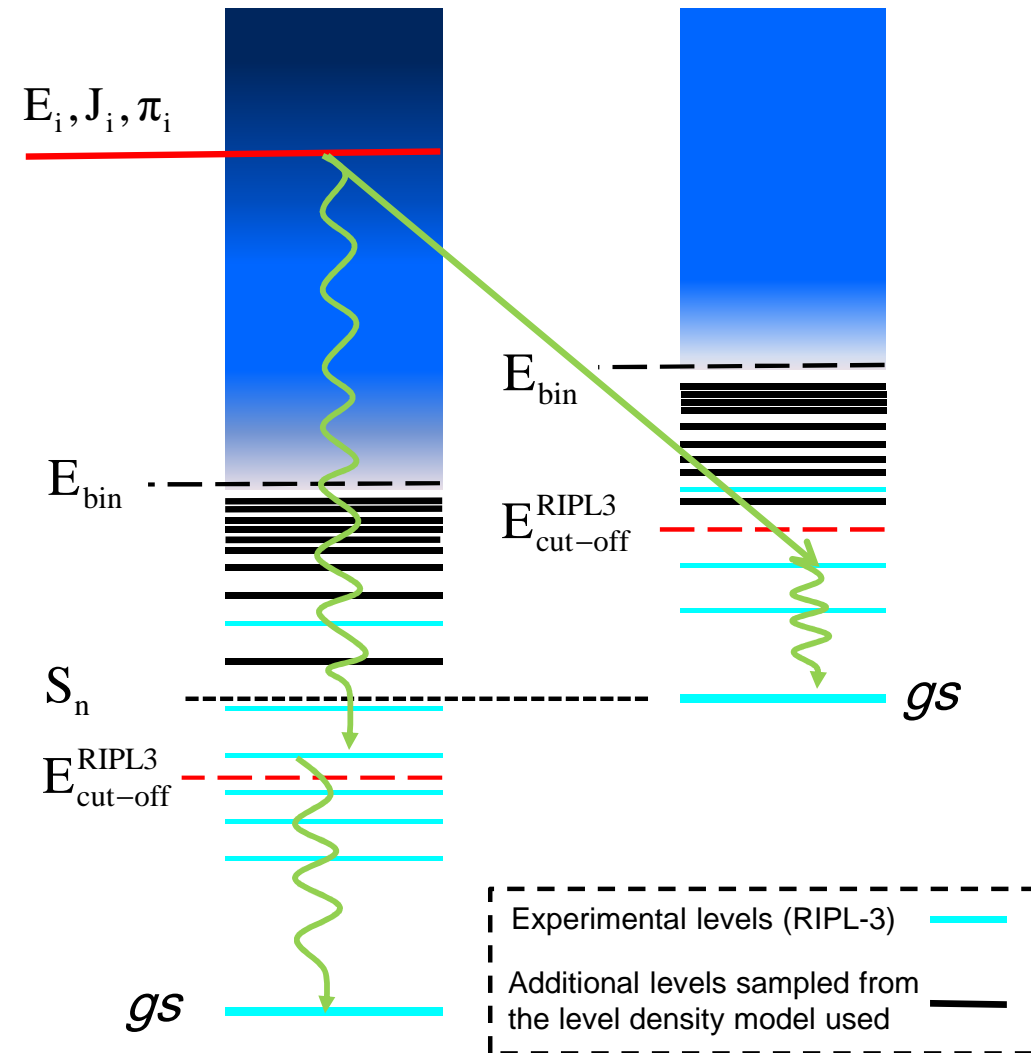 E_i, J_i, π_i
E_bin
E_bin
E^RIPL3_cut−off
S_n
gs
E^RIPL3_cut−off
gs
Experimental levels (RIPL-3)
Additional levels sampled from
the level density model used